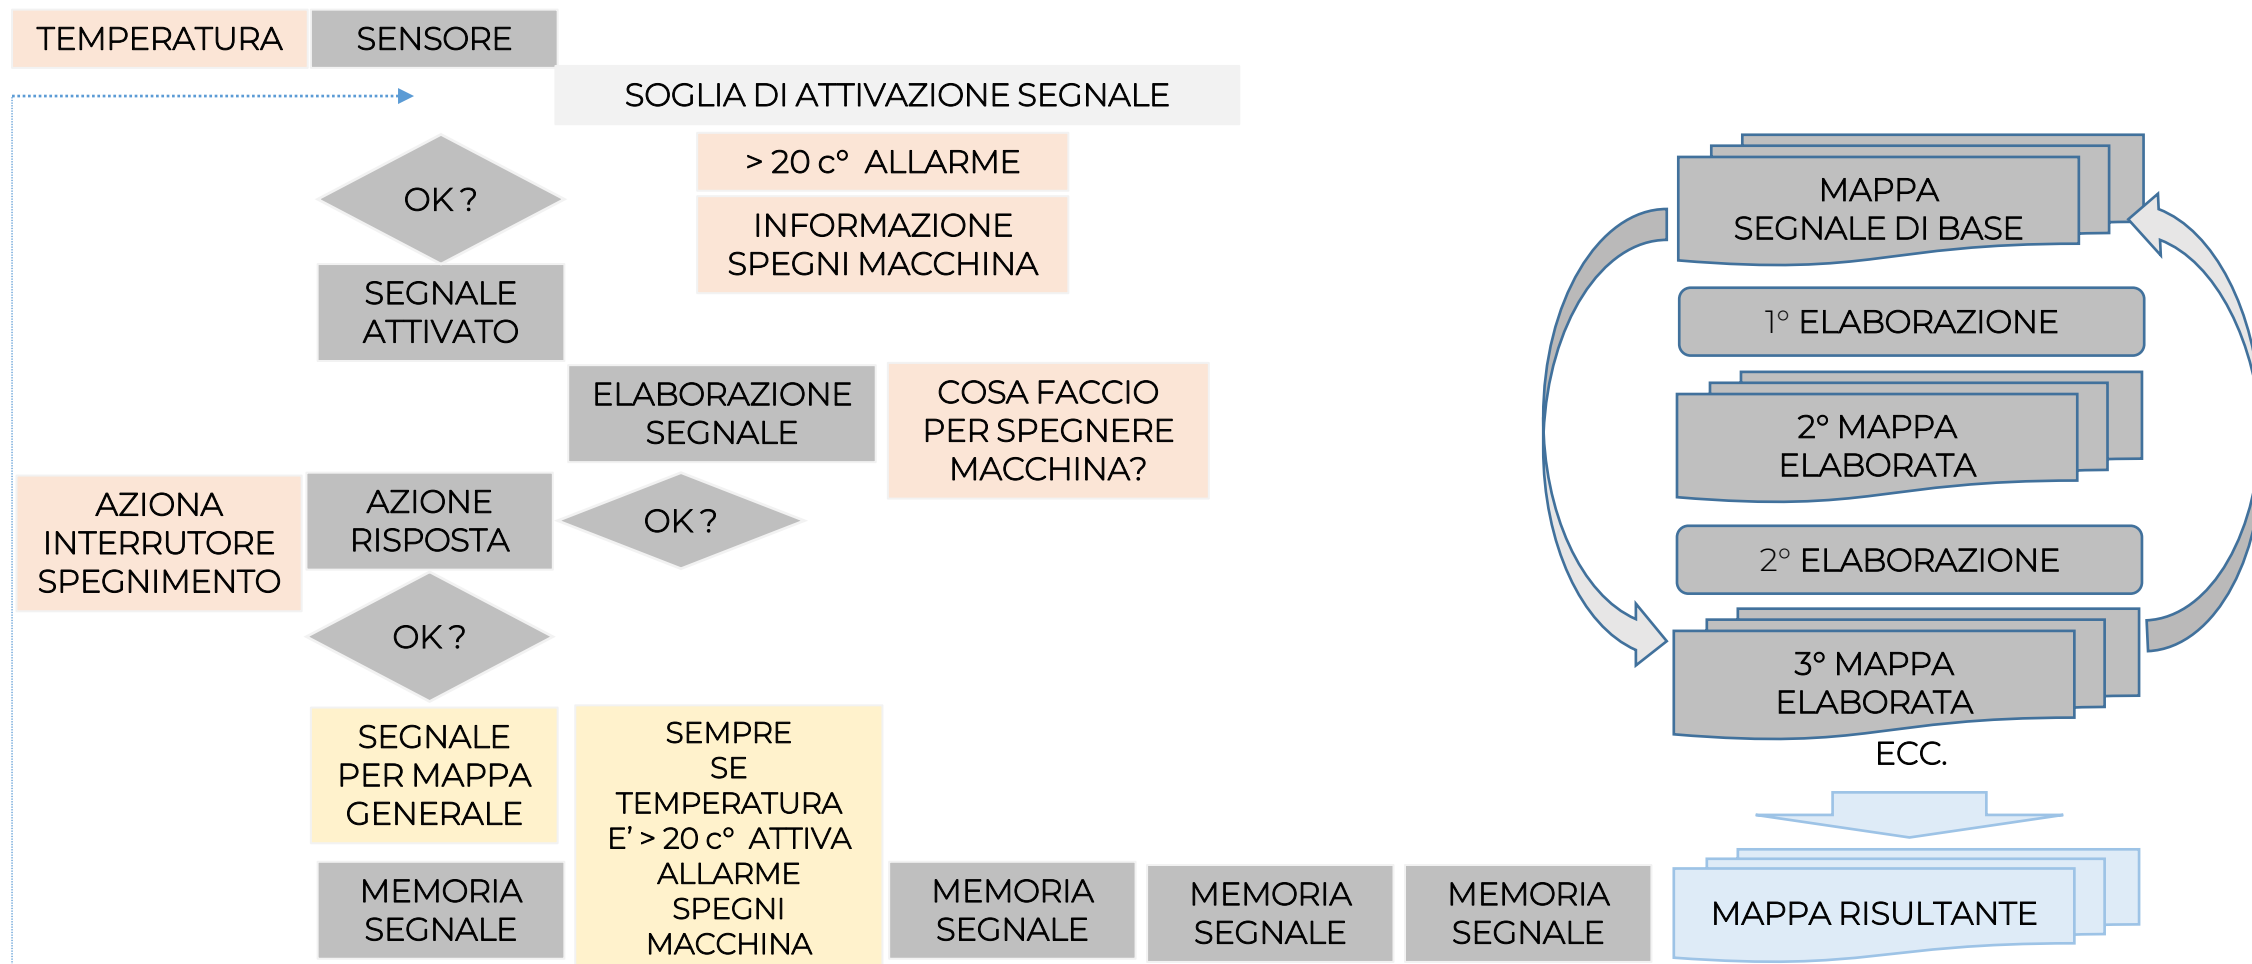 TEMPERATURA
SENSORE
SOGLIA DI ATTIVAZIONE SEGNALE
OK ?
> 20 c° ALLARME
INFORMAZIONE
SPEGNI MACCHINA
SEGNALE
ATTIVATO
ELABORAZIONE
SEGNALE
COSA FACCIO
PER SPEGNERE
MACCHINA?
AZIONA
INTERRUTORE
SPEGNIMENTO
AZIONE
RISPOSTA
OK ?
OK ?
SEGNALE
PER MAPPA
GENERALE
SEMPRE
SE
TEMPERATURA
E' > 20 c° ATTIVA
ALLARME
SPEGNI
MACCHINA
MEMORIA
SEGNALE
MEMORIA
SEGNALE
MEMORIA
SEGNALE
MEMORIA
SEGNALE
MAPPA
SEGNALE DI BASE
1° ELABORAZIONE
2° MAPPA
ELABORATA
2° ELABORAZIONE
3° MAPPA
ELABORATA
ECC.
MAPPA RISULTANTE